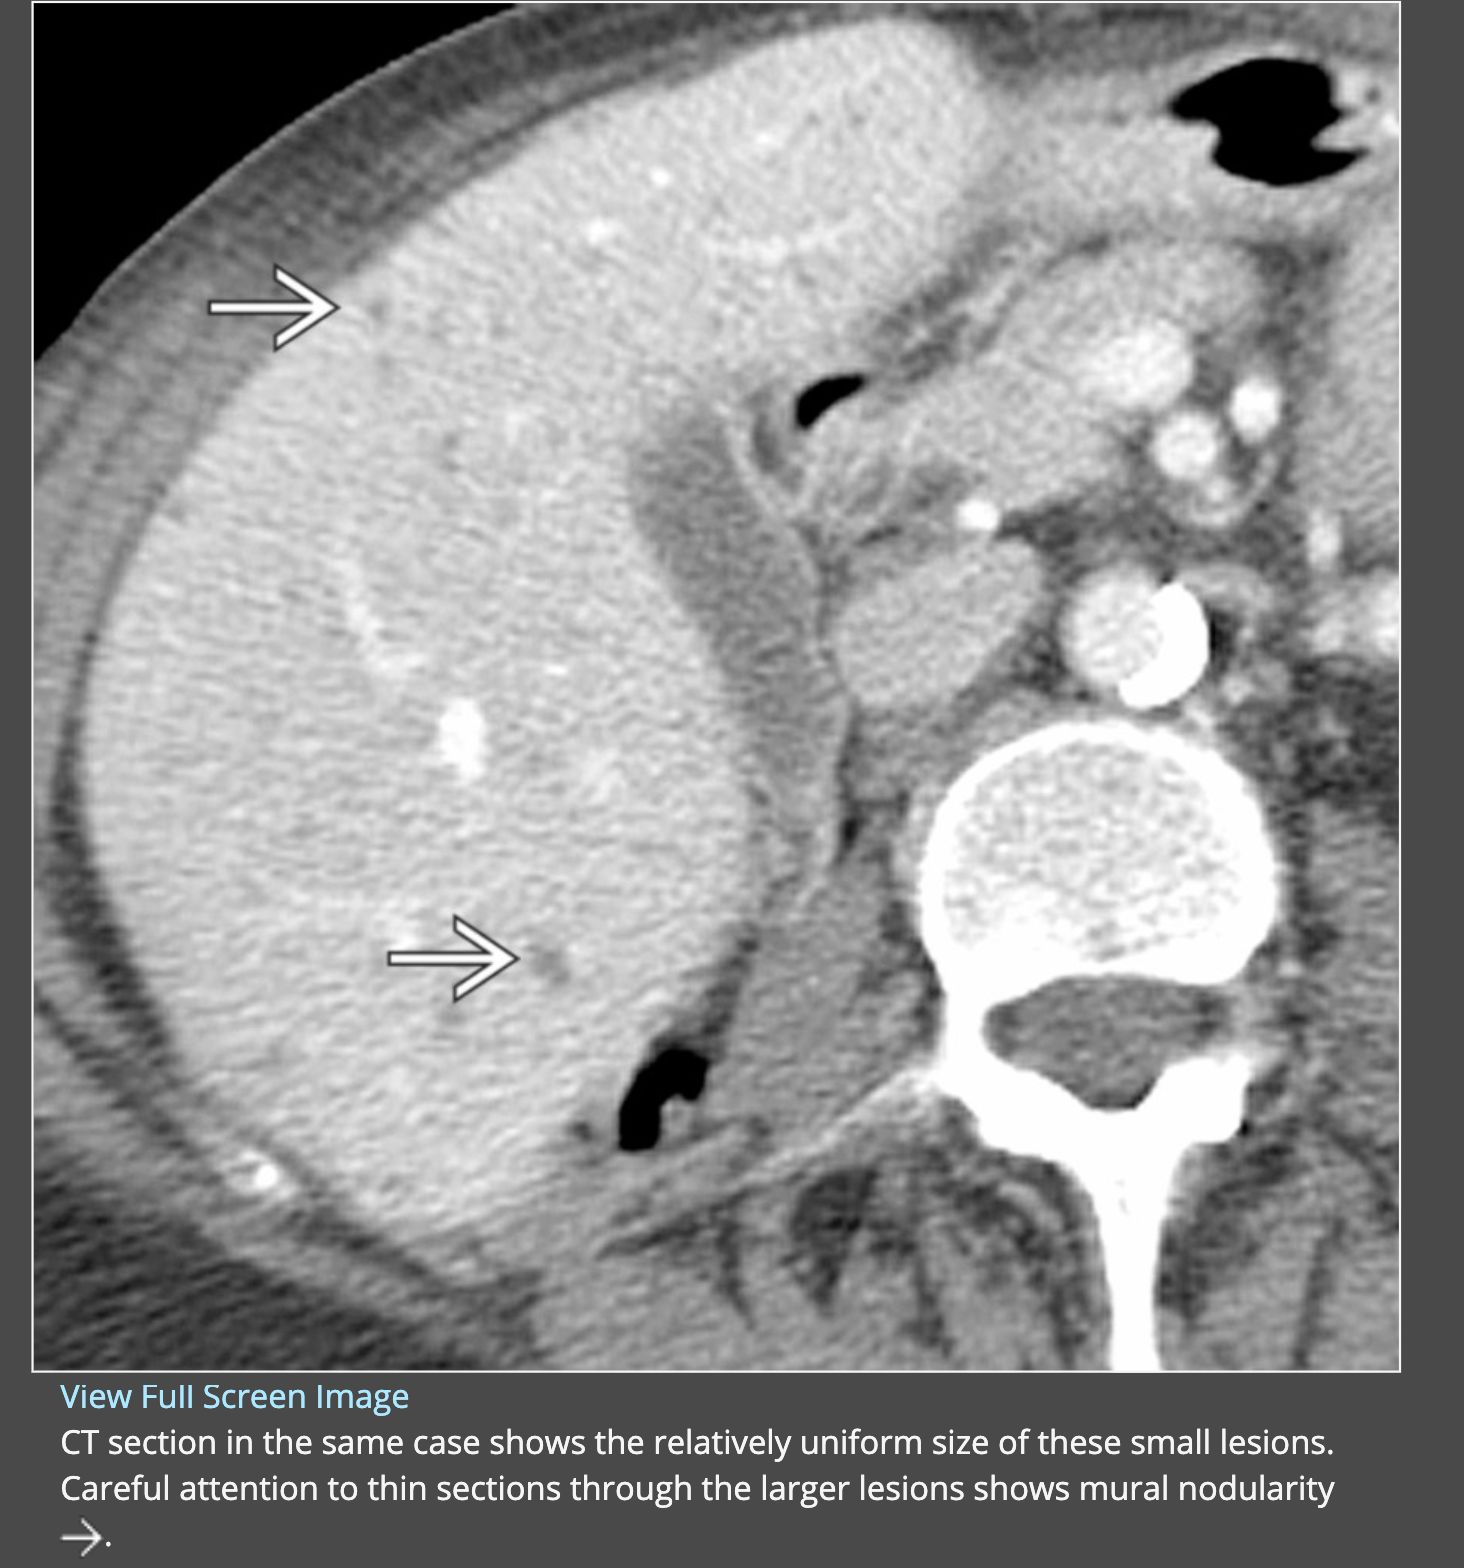 View Full Screen Image
CT section in the same case shows the relatively uniform size of these small lesions.
Careful attention to thin sections through the larger lesions shows mural nodularity
→.